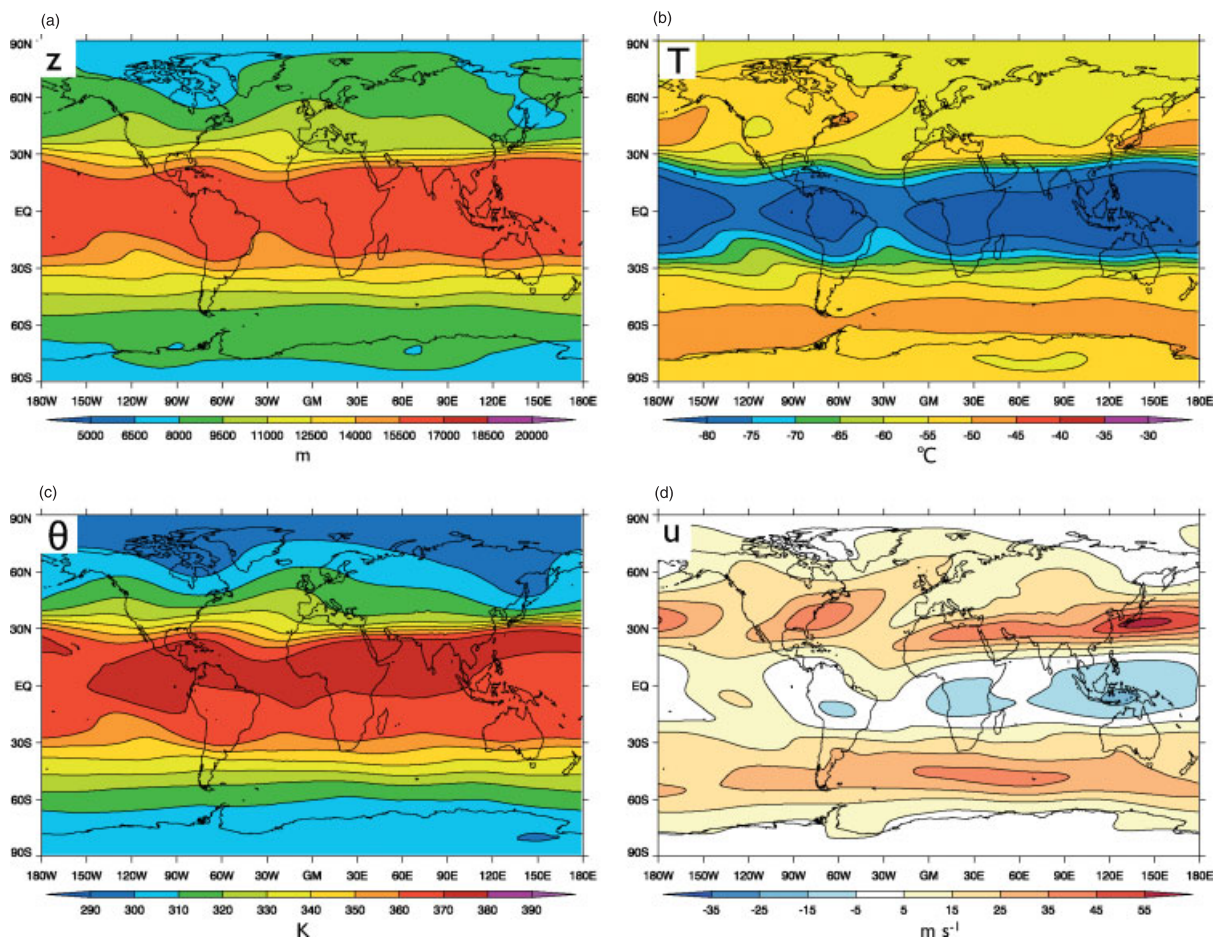 (a)
(b)
z
T
90N
60N
30N
EQ
30S
60S
90S
180W 150W 120W 90W 60W 30W GM 30E 60E 90E 120E 150E 180E
5000 6500 8000 9500 11000 12500 14000 15500 17000 18500 20000
m
90N
60N
30N
EQ
30S
60S
90S
180W 150W 120W 90W 60W 30W GM 30E 60E 90E 120E 150E 180E
-80 -75 -70 -65 -60 -55 -50 -45 -40 -35 -30
°C
(c)
(d)
θ
u
90N
60N
30N
EQ
30S
60S
90S
180W 150W 120W 90W 60W 30W GM 30E 60E 90E 120E 150E 180E
290 300 310 320 330 340 350 360 370 380 390
K
90N
60N
30N
EQ
30S
60S
90S
180W 150W 120W 90W 60W 30W GM 30E 60E 90E 120E 150E 180E
-35 -25 -15 -5 5 15 25 35 45 55
m s⁻¹